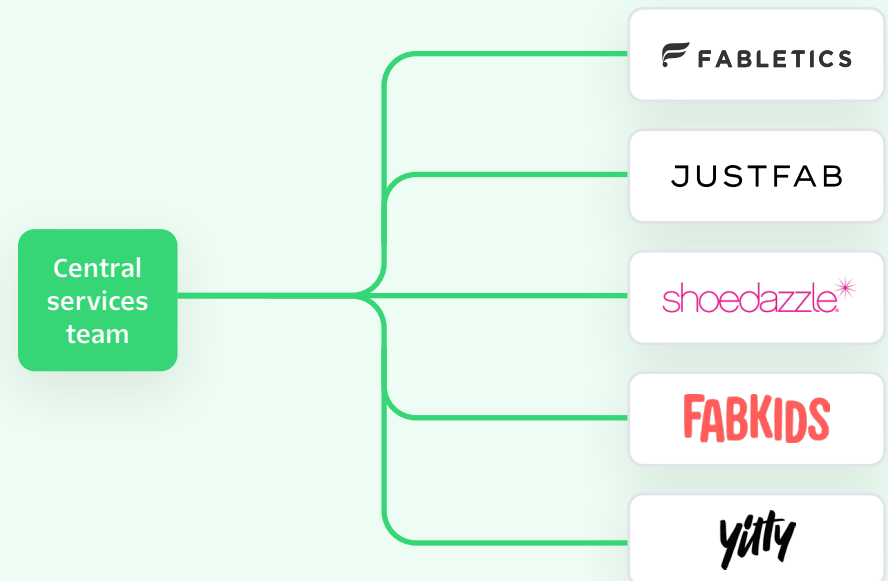 Central
services
team
FABLETICS
JUSTFAB
shoedazzle
FABKIDS
yitty